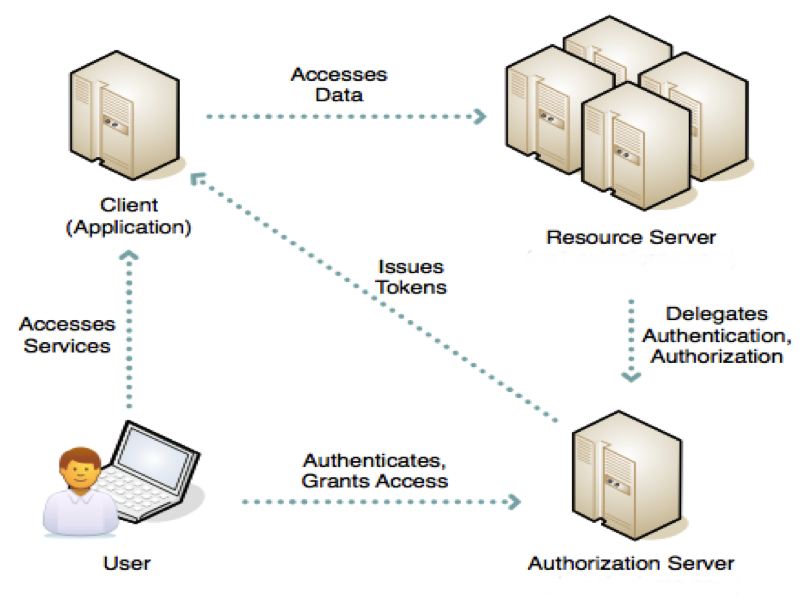 Accesses
Data
Client
(Application)
Resource Server
Issues
Tokens
Accesses
Services
Delegates
Authentication,
Authorization
Authenticates,
Grants Access
User
Authorization Server